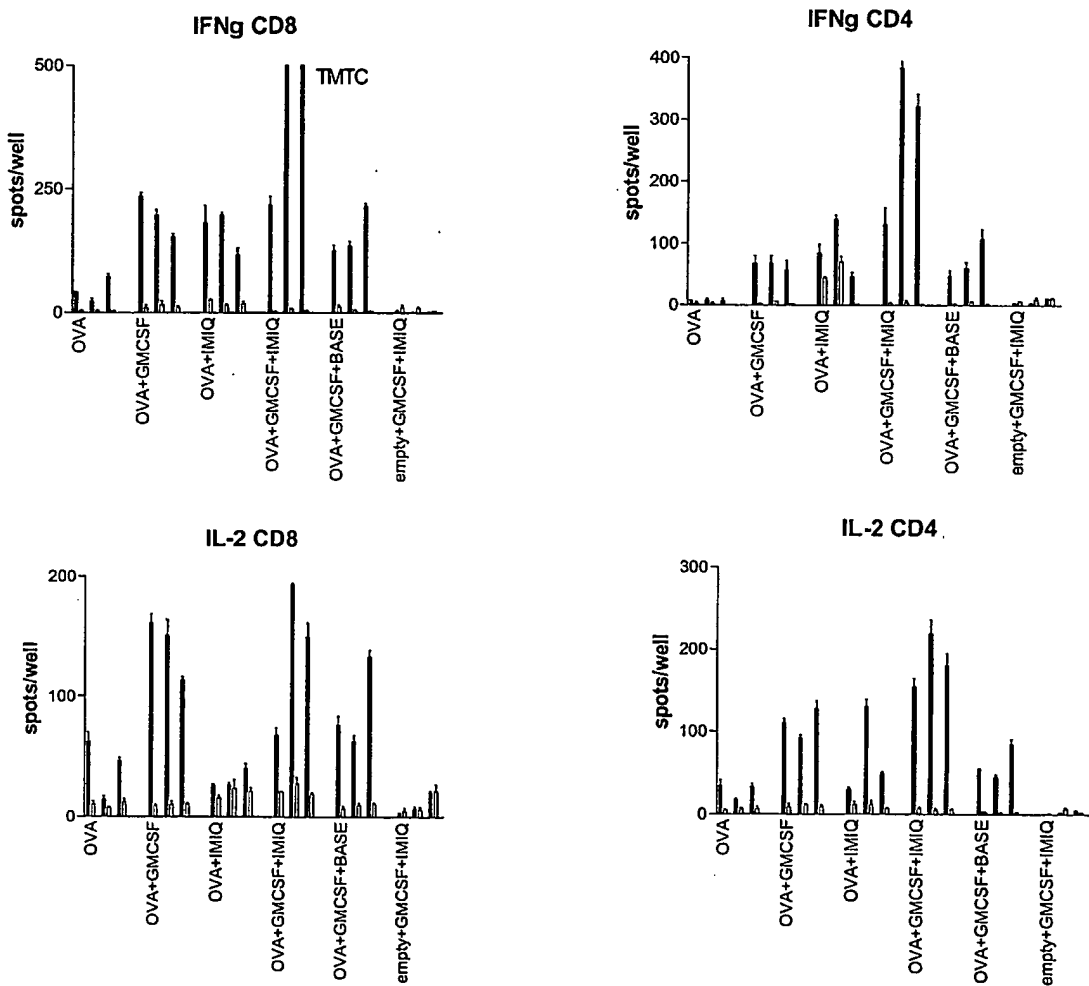 IFNg CD8
500
TMTC
250
0
spots/well
OVA
OVA+GMCSF
OVA+IMIQ
OVA+GMCSF+IMIQ
OVA+GMCSF+BASE
empty+GMCSF+IMIQ
IFNg CD4
400
300
200
100
0
spots/well
OVA
OVA+GMCSF
OVA+IMIQ
OVA+GMCSF+IMIQ
OVA+GMCSF+BASE
empty+GMCSF+IMIQ
IL-2 CD8
200
100
0
spots/well
OVA
OVA+GMCSF
OVA+IMIQ
OVA+GMCSF+IMIQ
OVA+GMCSF+BASE
empty+GMCSF+IMIQ
IL-2 CD4
300
200
100
0
spots/well
OVA
OVA+GMCSF
OVA+IMIQ
OVA+GMCSF+IMIQ
OVA+GMCSF+BASE
empty+GMCSF+IMIQ